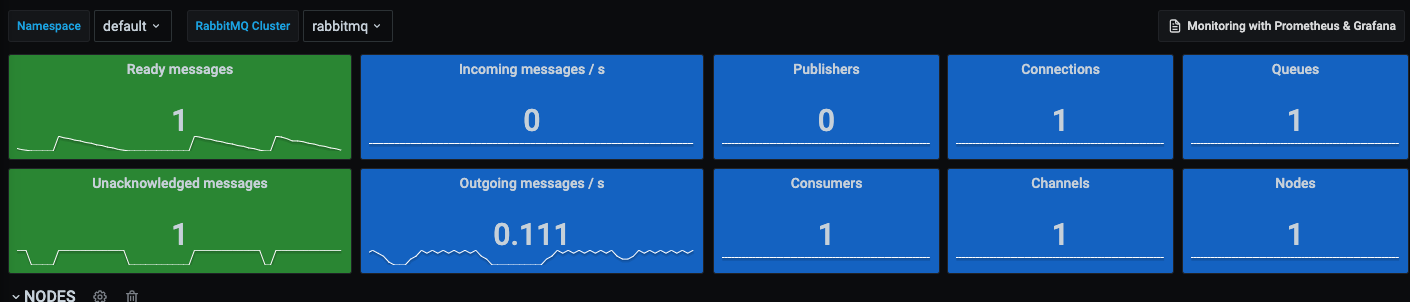 Namespace default RabbitMQ Cluster rabbitmq Monitoring with Prometheus & Grafana
Ready messages
1
Incoming messages / s
0
Publishers
0
Connections
1
Queues
1
Unacknowledged messages
1
Outgoing messages / s
0.111
Consumers
1
Channels
1
Nodes
1
NODES